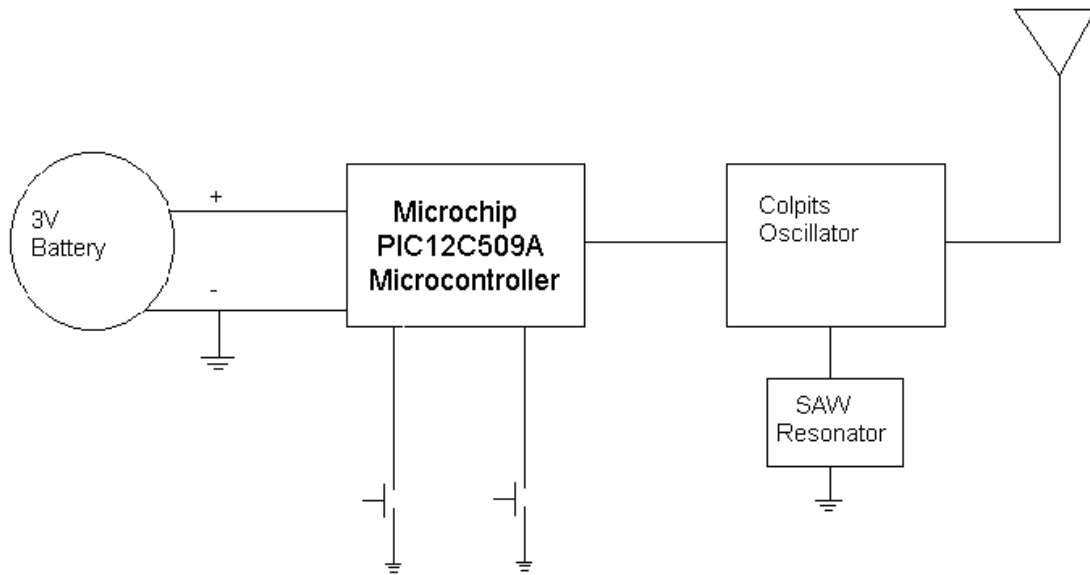 3V
Battery
+
-
Microchip
PIC12C509A
Microcontroller
Colpits
Oscillator
SAW
Resonator